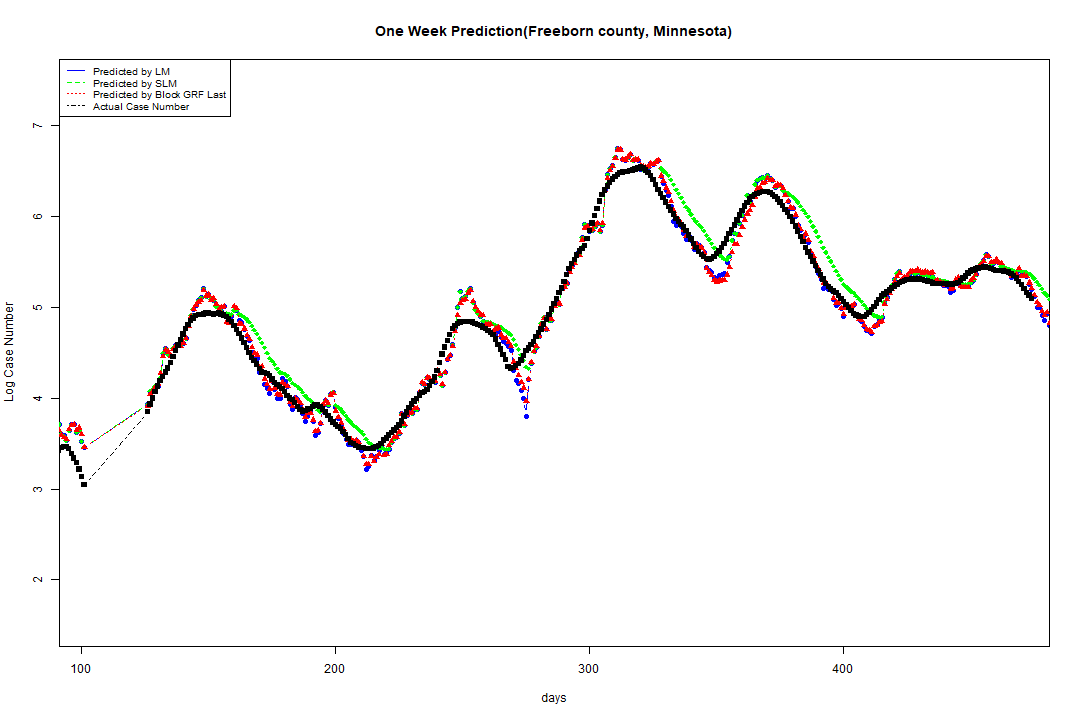 One Week Prediction(Freeborn county, Minnesota)
Predicted by LM
Predicted by SLM
Predicted by Block GRF Last
Actual Case Number
7
6
5
4
3
2
Log Case Number
100 200 300 400
days